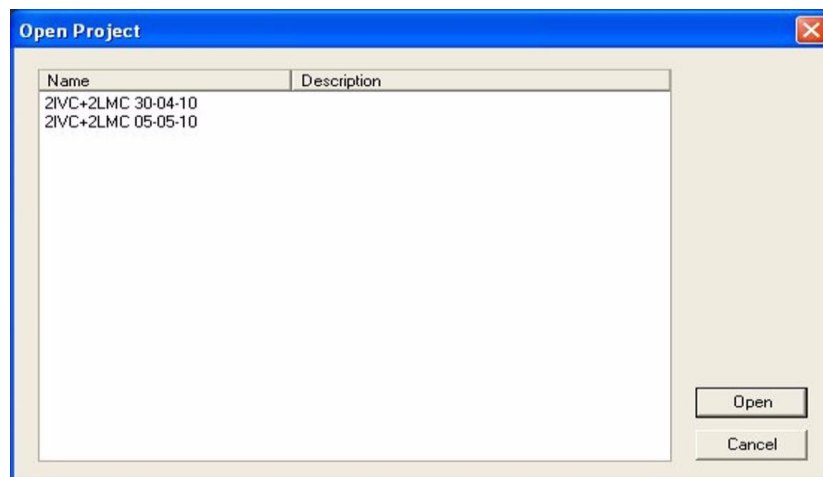 Open Project
Name Description
2IVC+2LMC 30-04-10
2IVC+2LMC 05-05-10
Open
Cancel